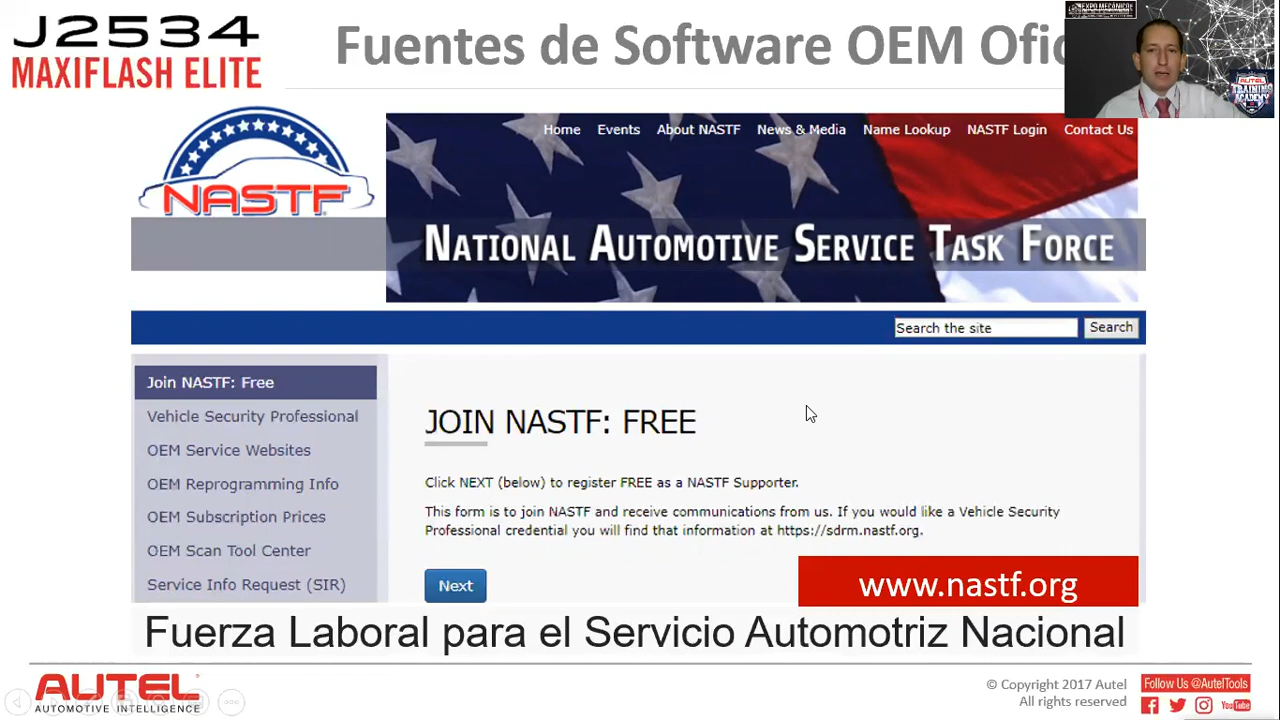 J2534
MAXIFLASH ELITE
Fuentes de Software OEM
EXPO MECÁNICO
AUTEL
TRAINING
ACADEMY
NASTF
Home Events About NASTF News & Media Name Lookup NASTF Login Contact Us
NATIONAL AUTOMOTIVE SERVICE TASK FORCE
Search the site Search
Join NASTF: Free
Vehicle Security Professional
OEM Service Websites
OEM Reprogramming Info
OEM Subscription Prices
OEM Scan Tool Center
Service Info Request (SIR)
JOIN NASTF: FREE
Click NEXT (below) to register FREE as a NASTF Supporter.
This form is to join NASTF and receive communications from us. If you would like a Vehicle Security
Professional credential you will find that information at https://sdrm.nastf.org.
Next
www.nastf.org
Fuerza Laboral para el Servicio Automotriz Nacional
AUTEL
AUTOMOTIVE INTELLIGENCE
© Copyright 2017 Autel
All rights reserved
Follow Us @AutelTools
YouTube